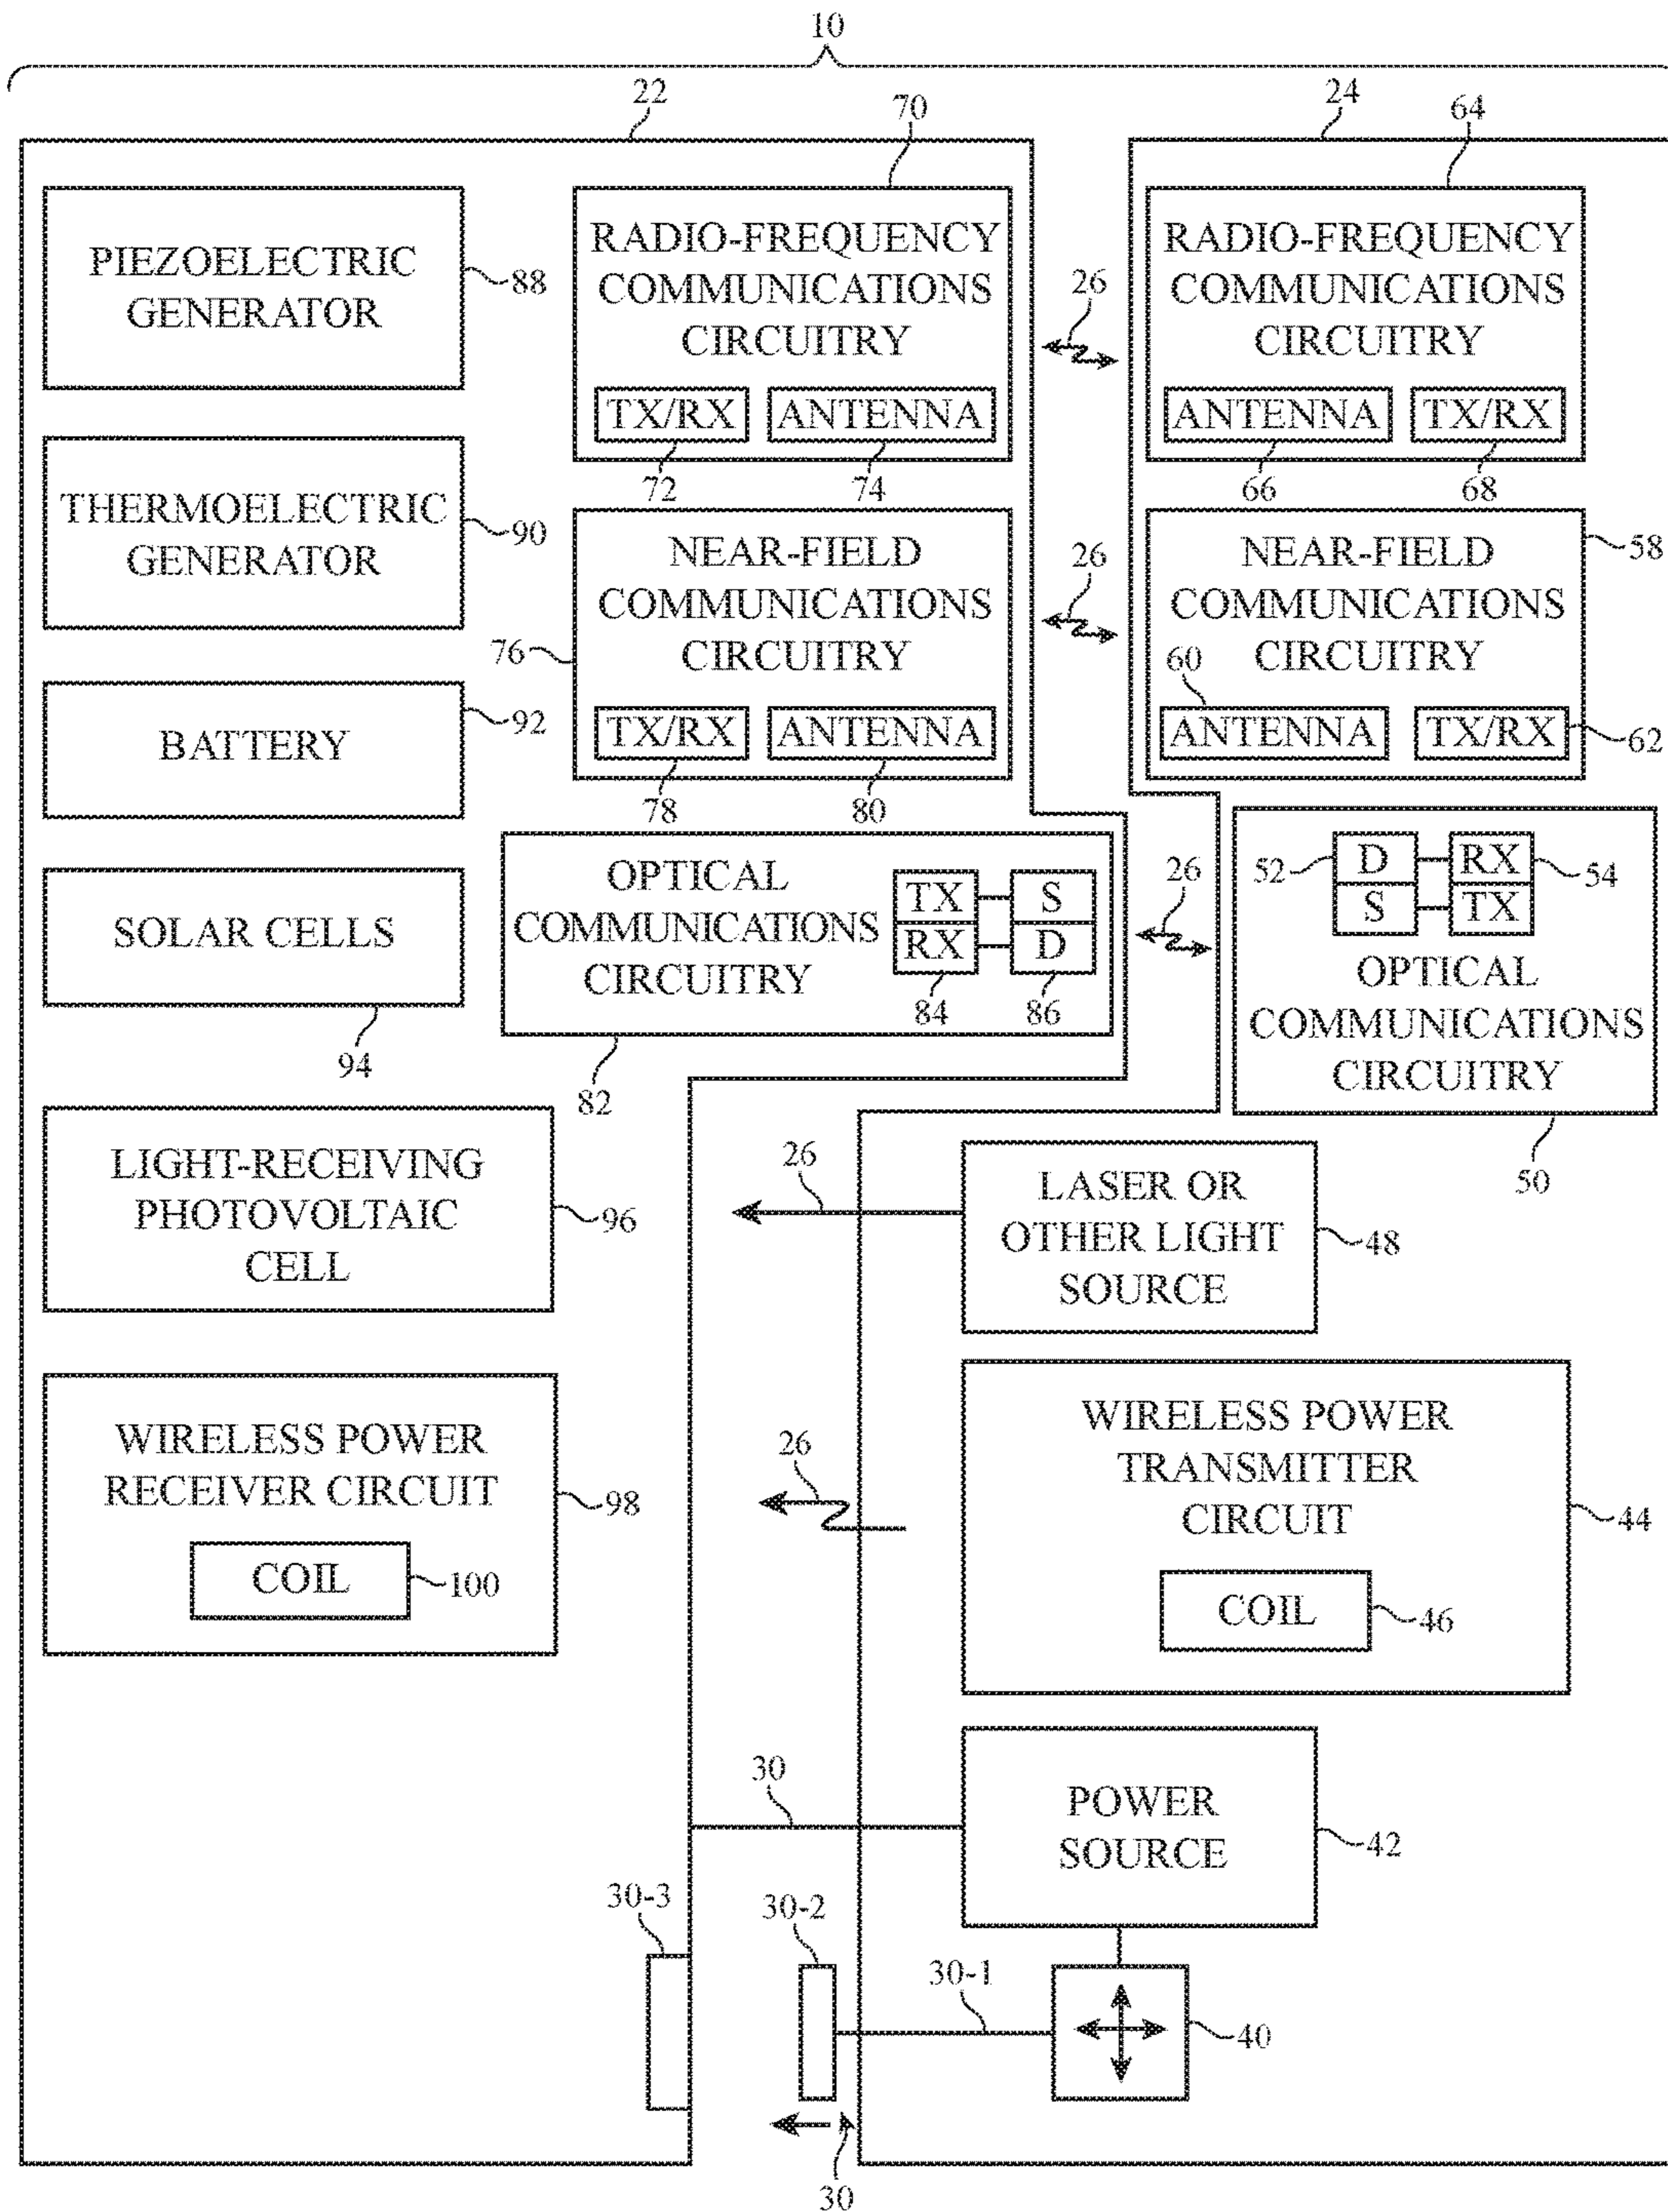 10
22
24
70
64
PIEZOELECTRIC
GENERATOR
88
RADIO-FREQUENCY
COMMUNICATIONS
CIRCUITRY
TX/RX
ANTENNA
72
74
26
RADIO-FREQUENCY
COMMUNICATIONS
CIRCUITRY
ANTENNA
TX/RX
66
68
THERMOELECTRIC
GENERATOR
90
NEAR-FIELD
COMMUNICATIONS
CIRCUITRY
76
TX/RX
ANTENNA
78
80
26
NEAR-FIELD
COMMUNICATIONS
CIRCUITRY
58
60
ANTENNA
TX/RX
62
BATTERY
92
SOLAR CELLS
94
OPTICAL
COMMUNICATIONS
CIRCUITRY
TX
S
RX
D
84
86
82
26
52
D
RX
54
S
TX
OPTICAL
COMMUNICATIONS
CIRCUITRY
50
LIGHT-RECEIVING
PHOTOVOLTAIC
CELL
96
26
LASER OR
OTHER LIGHT
SOURCE
48
WIRELESS POWER
RECEIVER CIRCUIT
98
COIL
100
26
WIRELESS POWER
TRANSMITTER
CIRCUIT
44
COIL
46
30
POWER
SOURCE
42
30-3
30-2
30-1
40
30